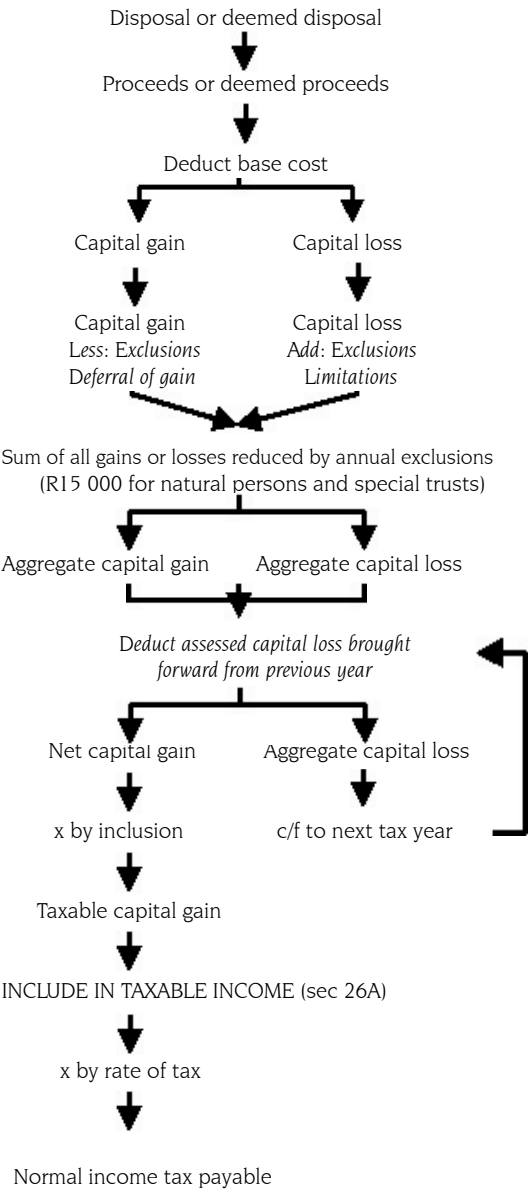 Disposal or deemed disposal
Proceeds or deemed proceeds
Deduct base cost
Capital gain
Capital loss
Capital gain
Less: Exclusions
Deferral of gain
Capital loss
Add: Exclusions
Limitations
Sum of all gains or losses reduced by annual exclusions
(R15 000 for natural persons and special trusts)
Aggregate capital gain
Aggregate capital loss
Deduct assessed capital loss brought
forward from previous year
Net capital gain
Aggregate capital loss
x by inclusion
c/f to next tax year
Taxable capital gain
INCLUDE IN TAXABLE INCOME (sec 26A)
x by rate of tax
Normal income tax payable